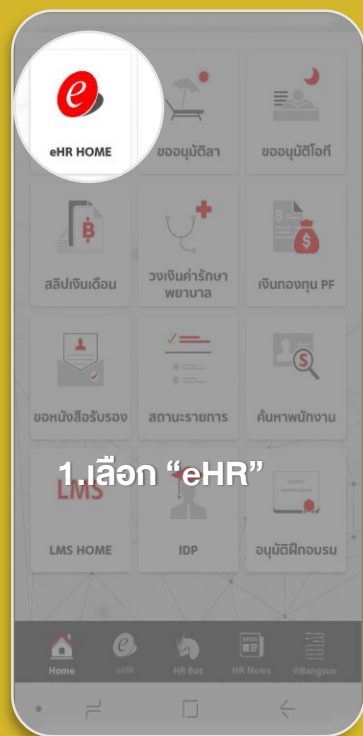 e
eHR HOME
ขออนุมัติลา
ขออนุมัติโอที
สลิปเงินเดือน
วงเงินค่ารักษา
พยาบาล
เงินกองทุน PF
ขอหนังสือรับรอง
สถานะรายการ
ค้นหาพนักงาน
1.เลือก “eHR”
LMS
LMS HOME
IDP
อนุมัติฝึกอบรม
NEWS
Home
eHR
HR Bot
HR News
@Bangsue